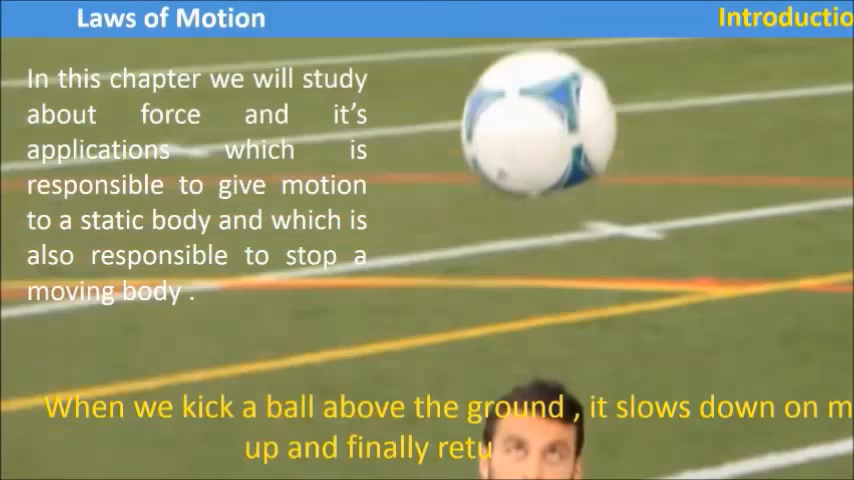 Laws of Motion
Introductio
In this chapter we will study
about force and it's
applications which is
responsible to give motion
to a static body and which is
also responsible to stop a
moving body .
When we kick a ball above the ground , it slows down on m
up and finally retu